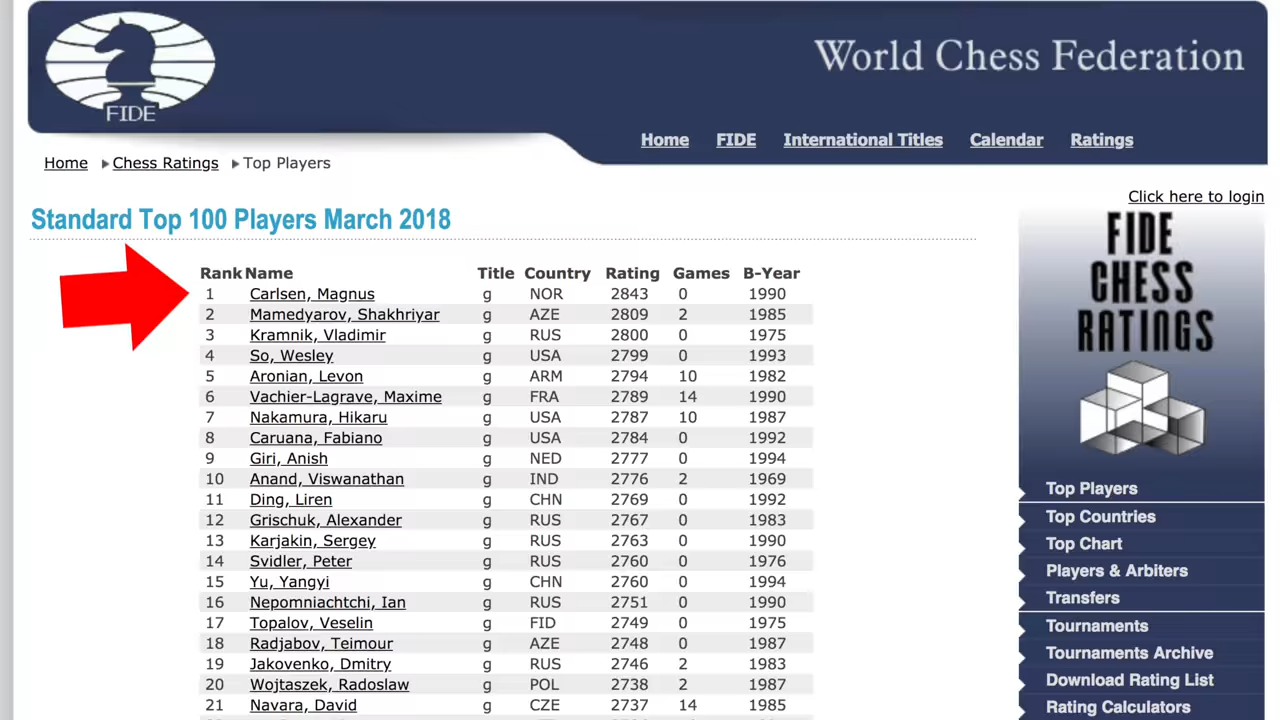 FIDE
World Chess Federation
Home FIDE International Titles Calendar Ratings
Home Chess Ratings Top Players
Click here to login
Standard Top 100 Players March 2018
Rank Name Title Country Rating Games B-Year
1 Carlsen, Magnus g NOR 2843 0 1990
2 Mamedyarov, Shakhriyar g AZE 2809 2 1985
3 Kramnik, Vladimir g RUS 2800 0 1975
4 So, Wesley g USA 2799 0 1993
5 Aronian, Levon g ARM 2794 10 1982
6 Vachier-Lagrave, Maxime g FRA 2789 14 1990
7 Nakamura, Hikaru g USA 2787 10 1987
8 Caruana, Fabiano g USA 2784 0 1992
9 Giri, Anish g NED 2777 0 1994
10 Anand, Viswanathan g IND 2776 2 1969
11 Ding, Liren g CHN 2769 0 1992
12 Grischuk, Alexander g RUS 2767 0 1983
13 Karjakin, Sergey g RUS 2763 0 1990
14 Svidler, Peter g RUS 2760 0 1976
15 Yu, Yangyi g CHN 2760 0 1994
16 Nepomniachtchi, Ian g RUS 2751 0 1990
17 Topalov, Veselin g FID 2749 0 1975
18 Radjabov, Teimour g AZE 2748 0 1987
19 Jakovenko, Dmitry g RUS 2746 2 1983
20 Wojtaszek, Radoslaw g POL 2738 2 1987
21 Navara, David g CZE 2737 14 1985
FIDE
CHESS
RATINGS
Top Players
Top Countries
Top Chart
Players & Arbiters
Transfers
Tournaments
Tournaments Archive
Download Rating List
Rating Calculators